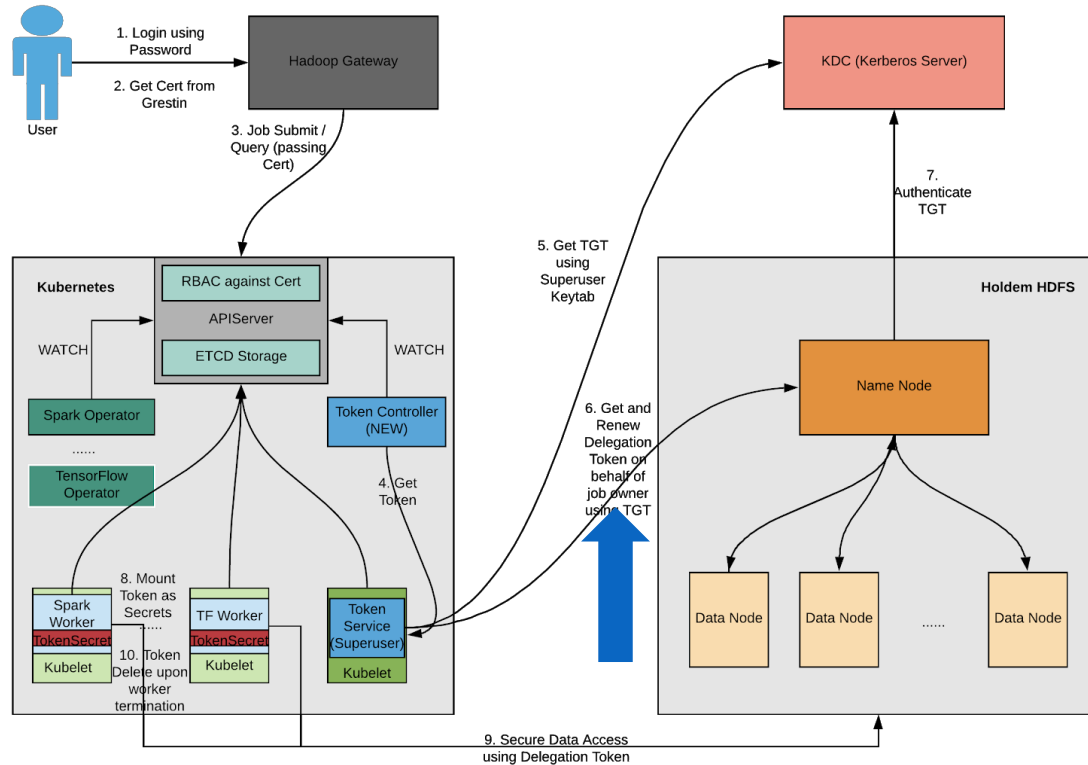 1. Login using
Password
2. Get Cert from
Grestin
User
Hadoop Gateway
KDC (Kerberos Server)
3. Job Submit /
Query (passing
Cert)
7.
Authenticate
TGT
5. Get TGT
using
Superuser
Keytab
Kubernetes
RBAC against Cert
APIServer
ETCD Storage
WATCH
WATCH
Spark Operator
......
TensorFlow
Operator
Token Controller
(NEW)
4. Get
Token
6. Get and
Renew
Delegation
Token on
behalf of
job owner
using TGT
Holdem HDFS
Name Node
Data Node
Data Node
......
Data Node
Spark
Worker
TokenSecret
Kubelet
8. Mount
Token as
Secrets
......
10. Token
Delete upon
worker
termination
TF Worker
TokenSecret
Kubelet
Token
Service
(Superuser)
Kubelet
9. Secure Data Access
using Delegation Token